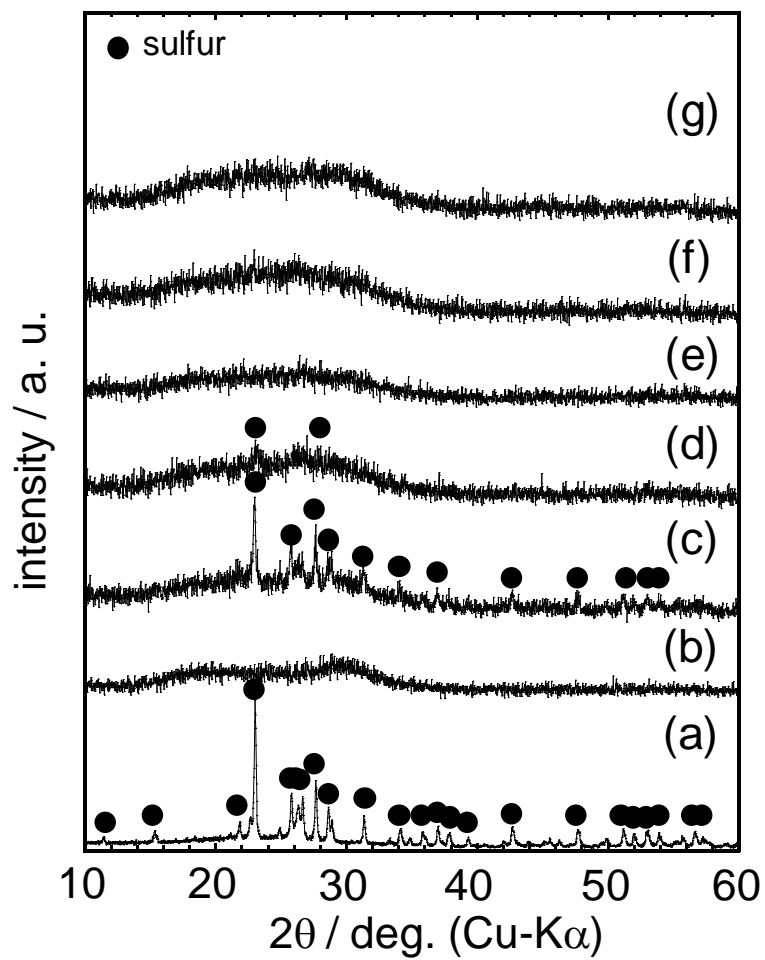 ● sulfur
(g)
(f)
(e)
(d)
(c)
(b)
(a)
intensity / a. u.
10 20 30 40 50 60
2θ / deg. (Cu-Kα)